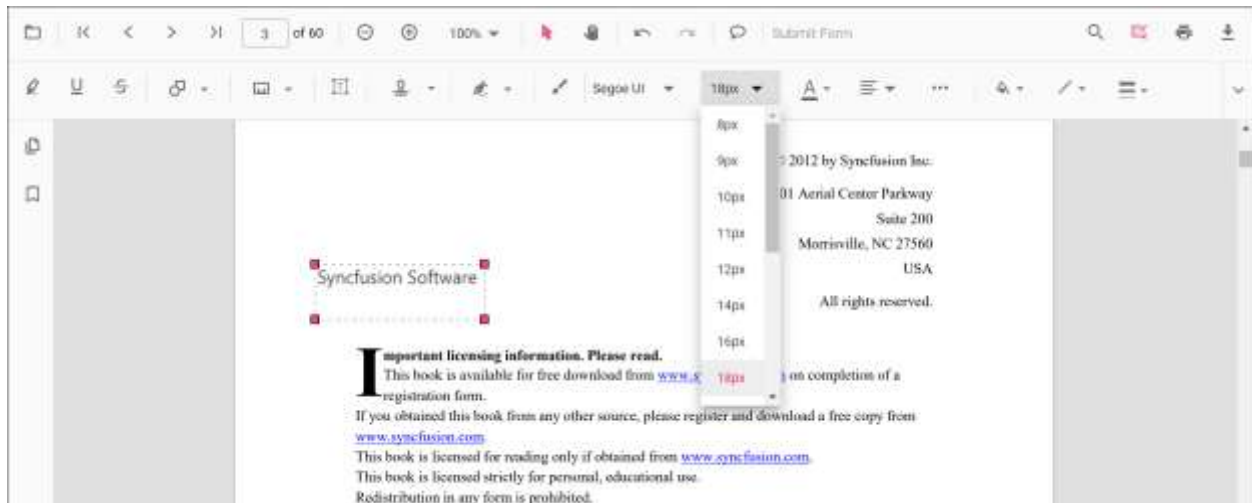 3 of 60 100% Submit Form
Segoe UI 18px A
8px
9px
10px
11px
12px
14px
16px
18px
2012 by Syncfusion Inc.
01 Aerial Center Parkway
Suite 200
Morrisville, NC 27560
USA
All rights reserved.
Syncfusion Software
Important licensing information. Please read.
This book is available for free download from www.s on completion of a
registration form.
If you obtained this book from any other source, please register and download a free copy from
www.syncfusion.com.
This book is licensed for reading only if obtained from www.syncfusion.com.
This book is licensed strictly for personal, educational use.
Redistribution in any form is prohibited.